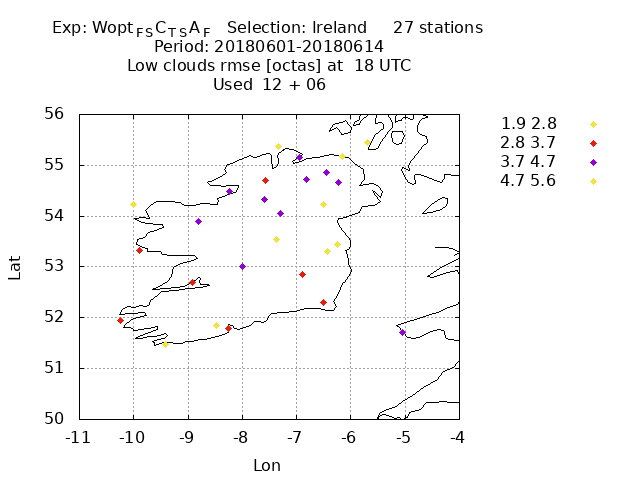 Exp: Wopt FS C TS A F Selection: Ireland 27 stations
Period: 20180601-20180614
Low clouds rmse [octas] at 18 UTC
Used 12 + 06
1.9 2.8
2.8 3.7
3.7 4.7
4.7 5.6
56
55
54
53
52
51
50
Lat
-11 -10 -9 -8 -7 -6 -5 -4
Lon